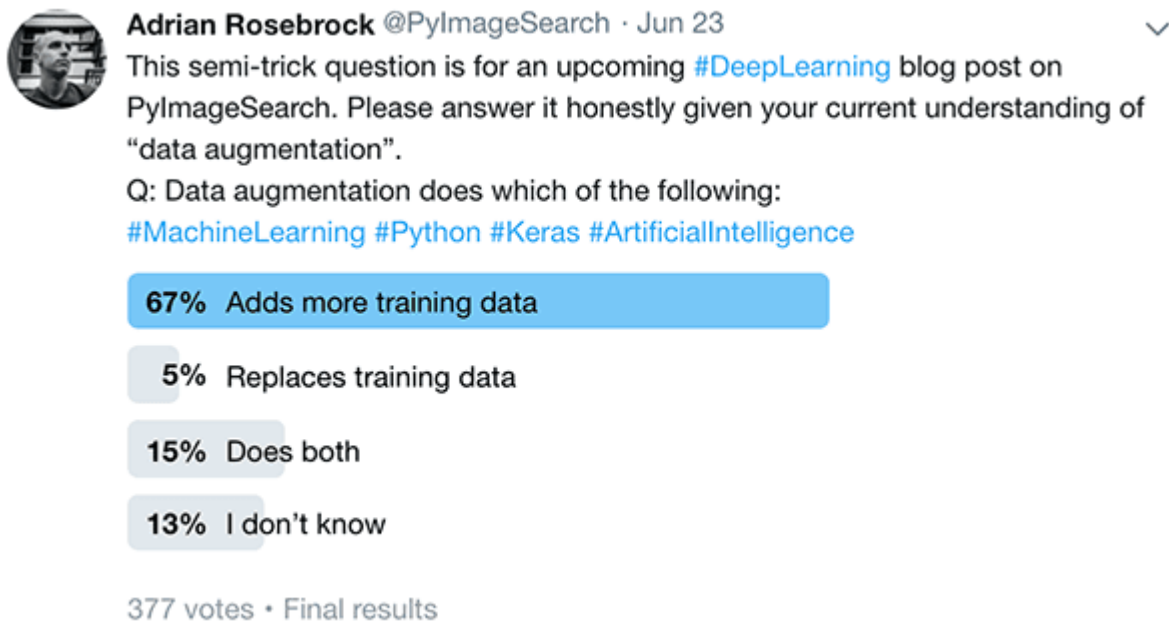 Adrian Rosebrock @PyImageSearch · Jun 23
This semi-trick question is for an upcoming #DeepLearning blog post on
PyImageSearch. Please answer it honestly given your current understanding of
“data augmentation”.
Q: Data augmentation does which of the following:
#MachineLearning #Python #Keras #ArtificialIntelligence
67% Adds more training data
5% Replaces training data
15% Does both
13% I don’t know
377 votes • Final results